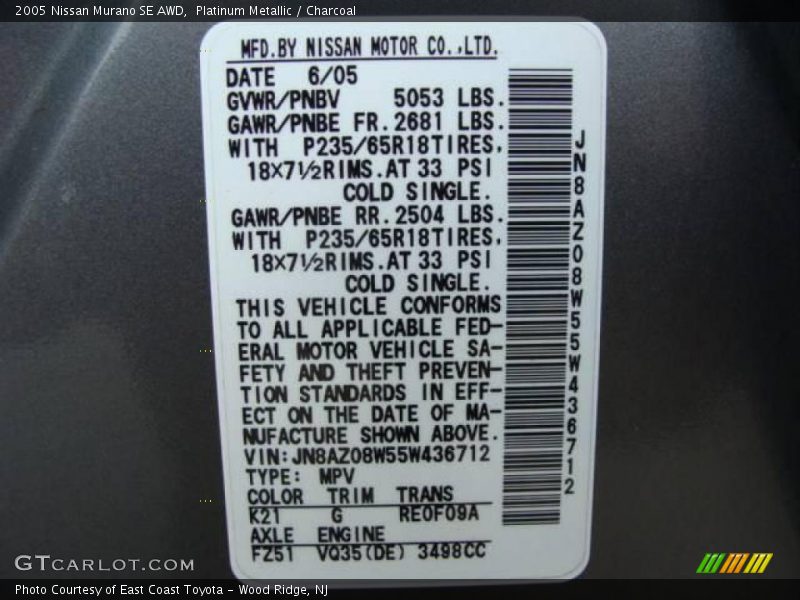 2005 Nissan Murano SE AWD,  Platinum Metallic / Charcoal
MFD.BY NISSAN MOTOR CO.,LTD.
DATE 6/05
GVWR/PNBV 5053 LBS.
GAWR/PNBE FR.2681 LBS.
WITH P235/65R18TIRES,
18X7½RIMS.AT 33 PSI
COLD SINGLE.
GAWR/PNBE RR.2504 LBS.
WITH P235/65R18TIRES,
18X7½RIMS.AT 33 PSI
COLD SINGLE.
THIS VEHICLE CONFORMS
TO ALL APPLICABLE FED-
ERAL MOTOR VEHICLE SA-
FETY AND THEFT PREVEN-
TION STANDARDS IN EFF-
ECT ON THE DATE OF MA-
NUFACTURE SHOWN ABOVE.
VIN:JN8AZ08W55W436712
TYPE: MPV
COLOR TRIM TRANS
K21 G RE0F09A
AXLE ENGINE
FZ51 VQ35(DE) 3498CC
JN8AZ08W55W436712
GTCARLOT.COM
Photo Courtesy of East Coast Toyota - Wood Ridge, NJ